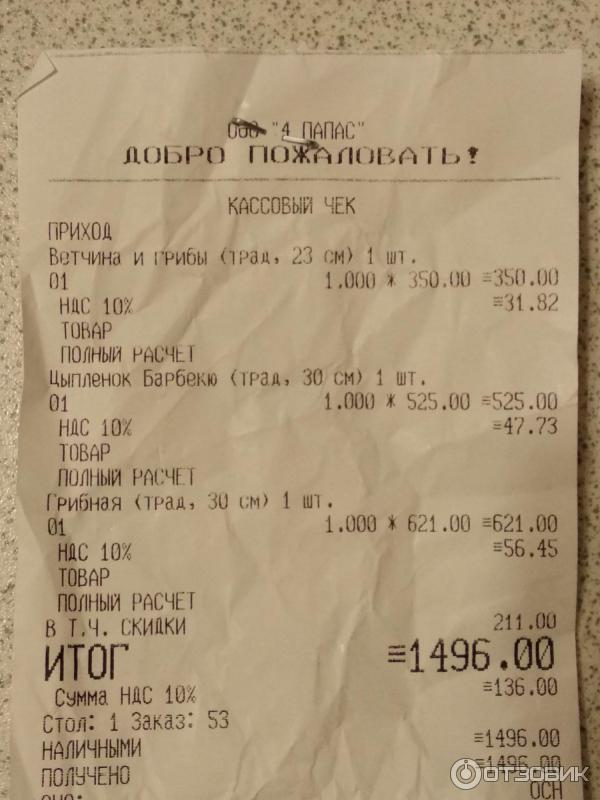 ООО "4 ПАПАС"
ДОБРО ПОЖАЛОВАТЬ!
КАССОВЫЙ ЧЕК
ПРИХОД
Ветчина и грибы (трад, 23 см) 1 шт.
01 1.000 * 350.00 ≡350.00
НДС 10% ≡31.82
ТОВАР
ПОЛНЫЙ РАСЧЕТ
Цыпленок Барбекю (трад, 30 см) 1 шт.
01 1.000 * 525.00 ≡525.00
НДС 10% ≡47.73
ТОВАР
ПОЛНЫЙ РАСЧЕТ
Грибная (трад, 30 см) 1 шт.
01 1.000 * 621.00 ≡621.00
НДС 10% ≡56.45
ТОВАР
ПОЛНЫЙ РАСЧЕТ
В Т.Ч. СКИДКИ 211.00
ИТОГ ≡1496.00
Сумма НДС 10% ≡136.00
Стол: 1 Заказ: 53
НАЛИЧНЫМИ ≡1496.00
ПОЛУЧЕНО ≡1496.00
ОСН
ОТЗОВИК